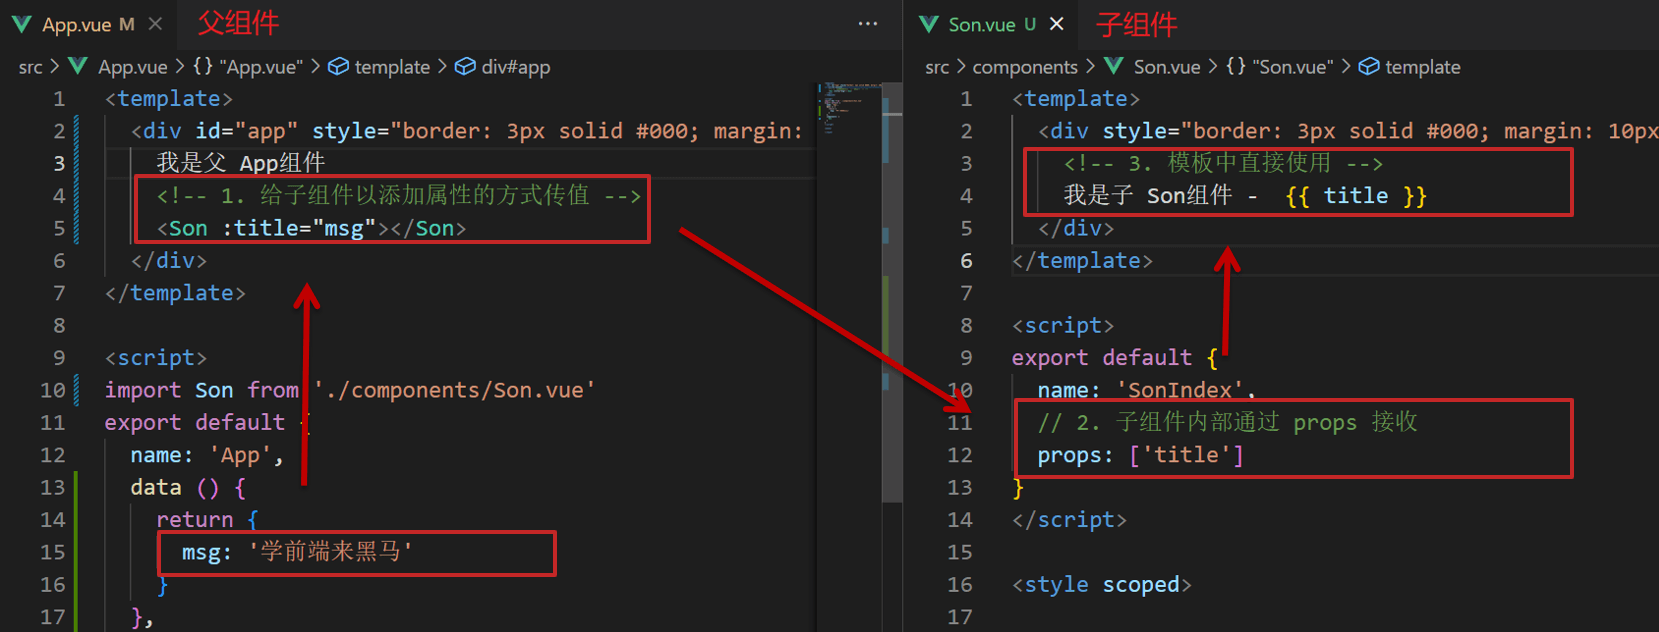 App.vue M
父组件
src > App.vue > {} "App.vue" > template > div#app
1 <template>
2 <div id="app" style="border: 3px solid #000; margin:
3 我是父 App组件
4 <!-- 1. 给子组件以添加属性的方式传值 -->
5 <Son :title="msg"></Son>
6 </div>
7 </template>
8
9 <script>
10 import Son from './components/Son.vue'
11 export default {
12 name: 'App',
13 data () {
14 return {
15 msg: '学前端来黑马'
16 }
17 },
Son.vue U
子组件
src > components > Son.vue > {} "Son.vue" > template
1 <template>
2 <div style="border: 3px solid #000; margin: 10px
3 <!-- 3. 模板中直接使用 -->
4 我是子 Son组件 - {{ title }}
5 </div>
6 </template>
7
8 <script>
9 export default {
10 name: 'SonIndex',
11 // 2. 子组件内部通过 props 接收
12 props: ['title']
13 }
14 </script>
15
16 <style scoped>
17